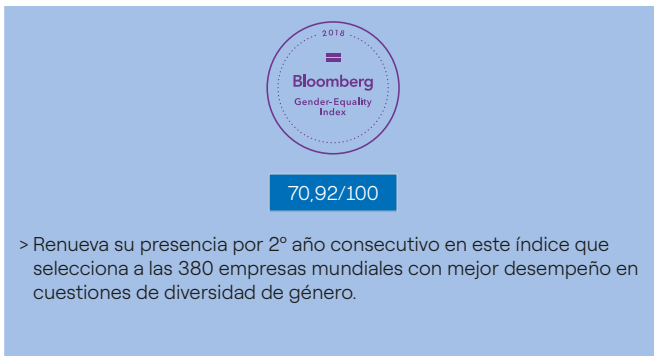 2018
Bloomberg
Gender-Equality
Index
70,92/100
> Renueva su presencia por 2º año consecutivo en este índice que
selecciona a las 380 empresas mundiales con mejor desempeño en
cuestiones de diversidad de género.